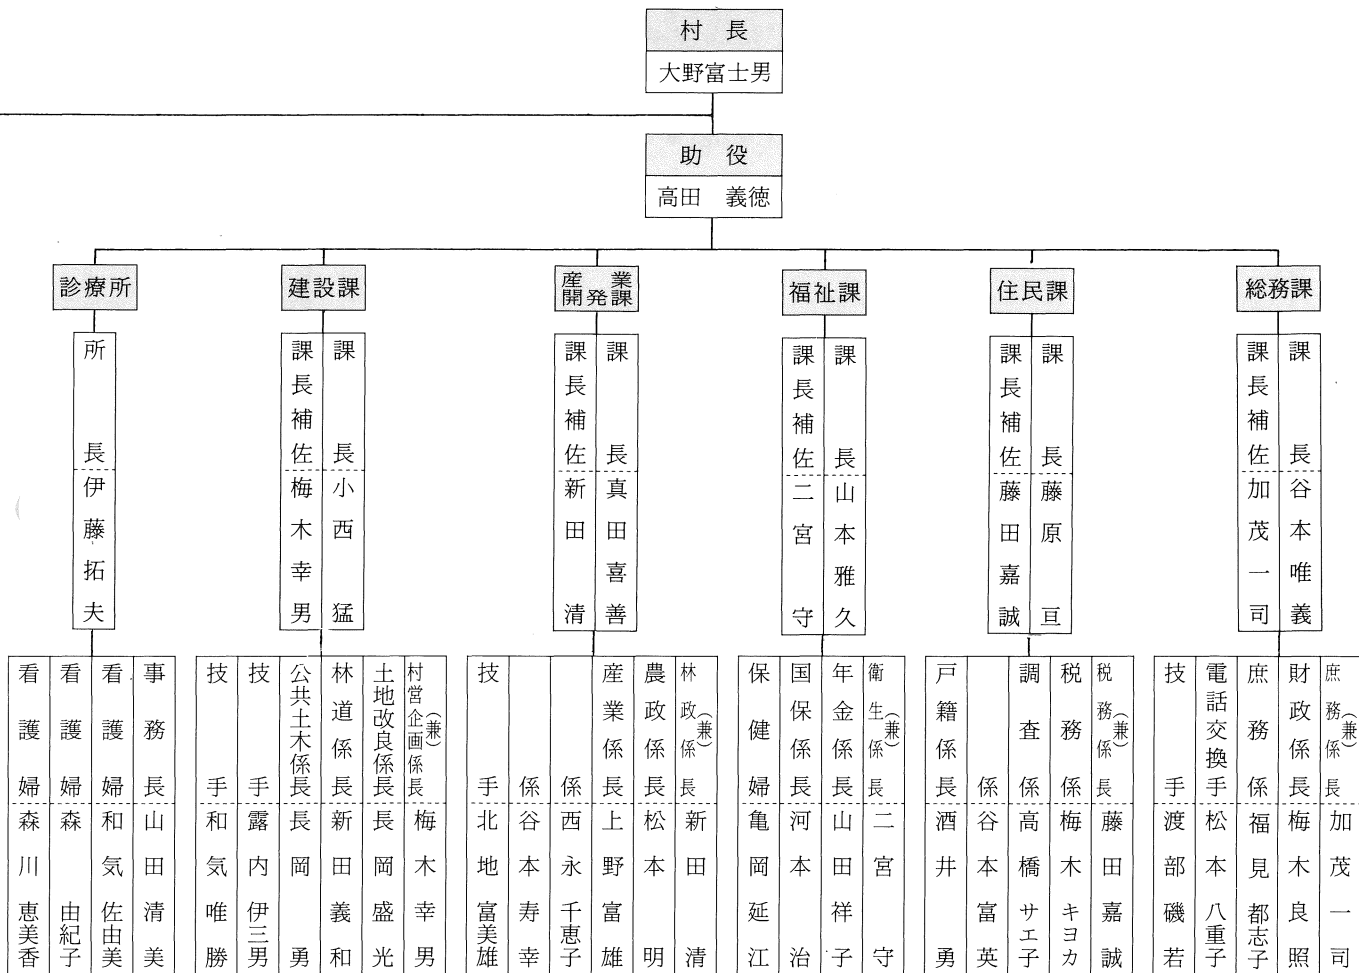 村長
大野富士男
助役
高田 義徳
総務課
課長 谷本唯義
課長補佐 加茂一司
庶務係長(兼) 加茂一司
財政係長 梅木良照
庶務係 福見都志子
電話交換手 松本八重子
技手 渡部磯若
住民課
課長 藤原亘
課長補佐 藤田嘉誠
税務係長(兼) 藤田嘉誠
税務係 梅木キヨカ
調査係 高橋サエ子
係 谷本富英
戸籍係長 酒井勇
福祉課
課長 山本雅久
課長補佐 二宮守
衛生係長(兼) 二宮守
年金係長 山田祥子
国保係長 河本治
保健婦 亀岡延江
産業開発課
課長 真田喜善
課長補佐 新田清
林政係長(兼) 新田清
農政係長 松本明
産業係長 上野富雄
係 西永千恵子
係 谷本寿幸
技手 北地富美雄
建設課
課長 小西猛
課長補佐 梅木幸男
村営企画係長(兼) 梅木幸男
土地改良係長 長岡盛光
林道係長 新田義和
公共土木係長 長岡勇
技手 露内伊三男
技手 和気唯勝
診療所
所長 伊藤拓夫
事務長 山田清美
看護婦 和気佐由美
看護婦 森由紀子
看護婦 森川恵美香